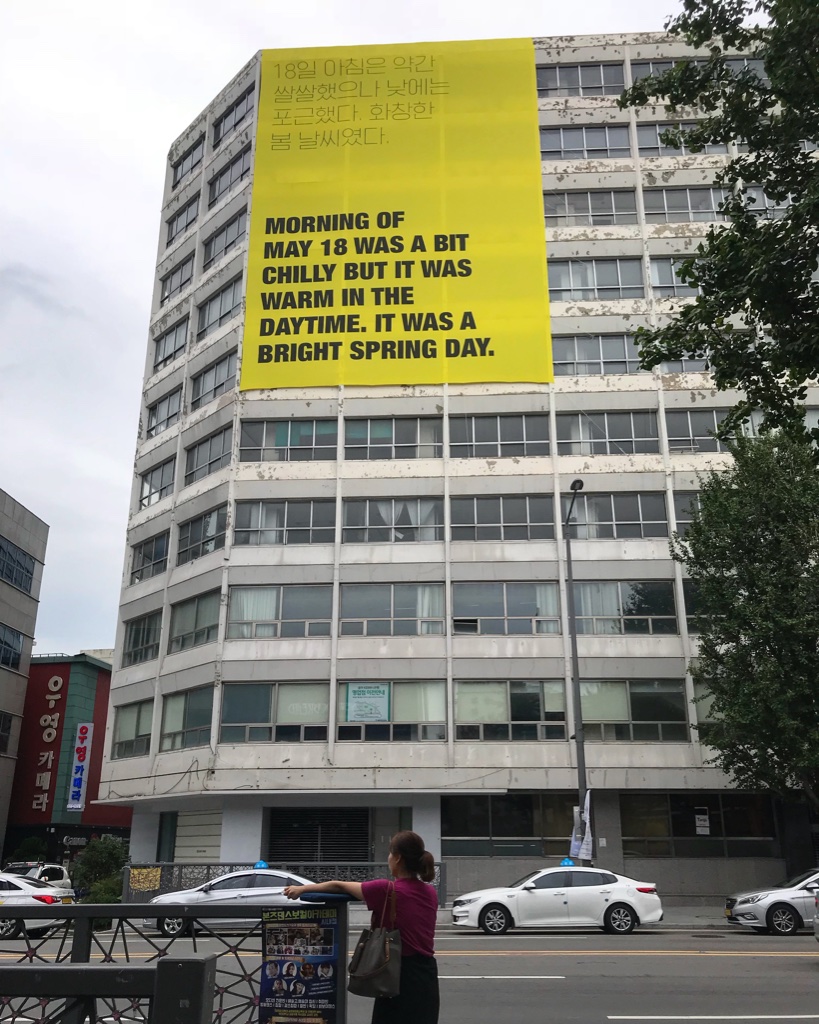 18일 아침은 약간
쌀쌀했으나 낮에는
포근했다. 화창한
봄 날씨였다.
MORNING OF
MAY 18 WAS A BIT
CHILLY BUT IT WAS
WARM IN THE
DAYTIME. IT WAS A
BRIGHT SPRING DAY.
우영카메라
우영카메라